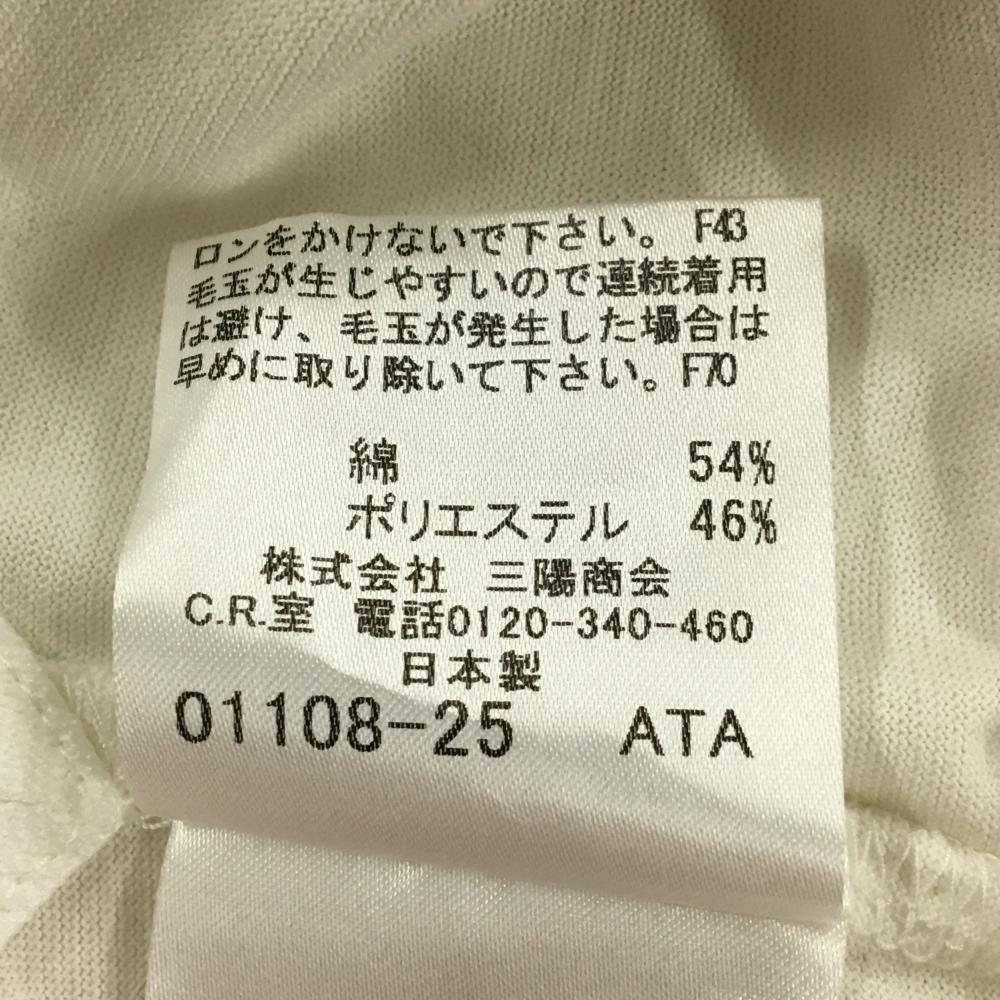 ロンをかけないで下さい。 F43
毛玉が生じやすいので連続着用
は避け、毛玉が発生した場合は
早めに取り除いて下さい。F70
綿 54%
ポリエステル 46%
株式会社 三陽商会
C.R.室 電話0120-340-460
日本製
01108-25 ATA